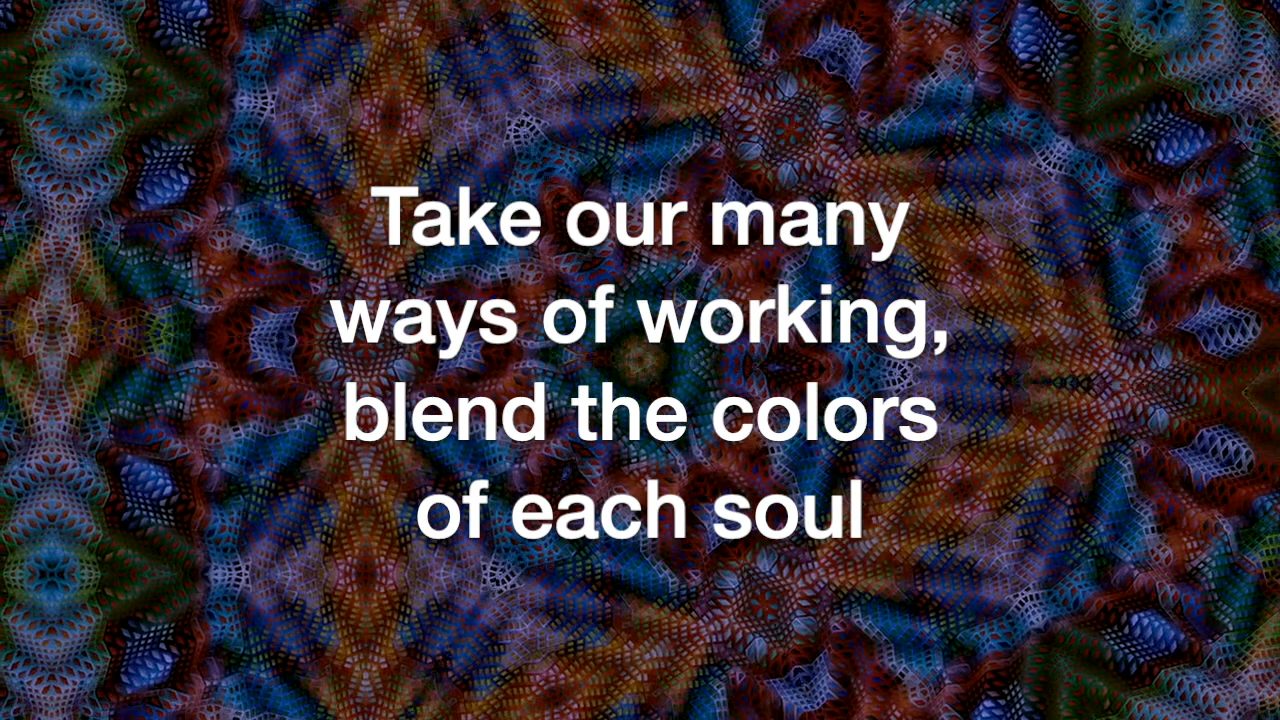 Take our many
ways of working,
blend the colors
of each soul